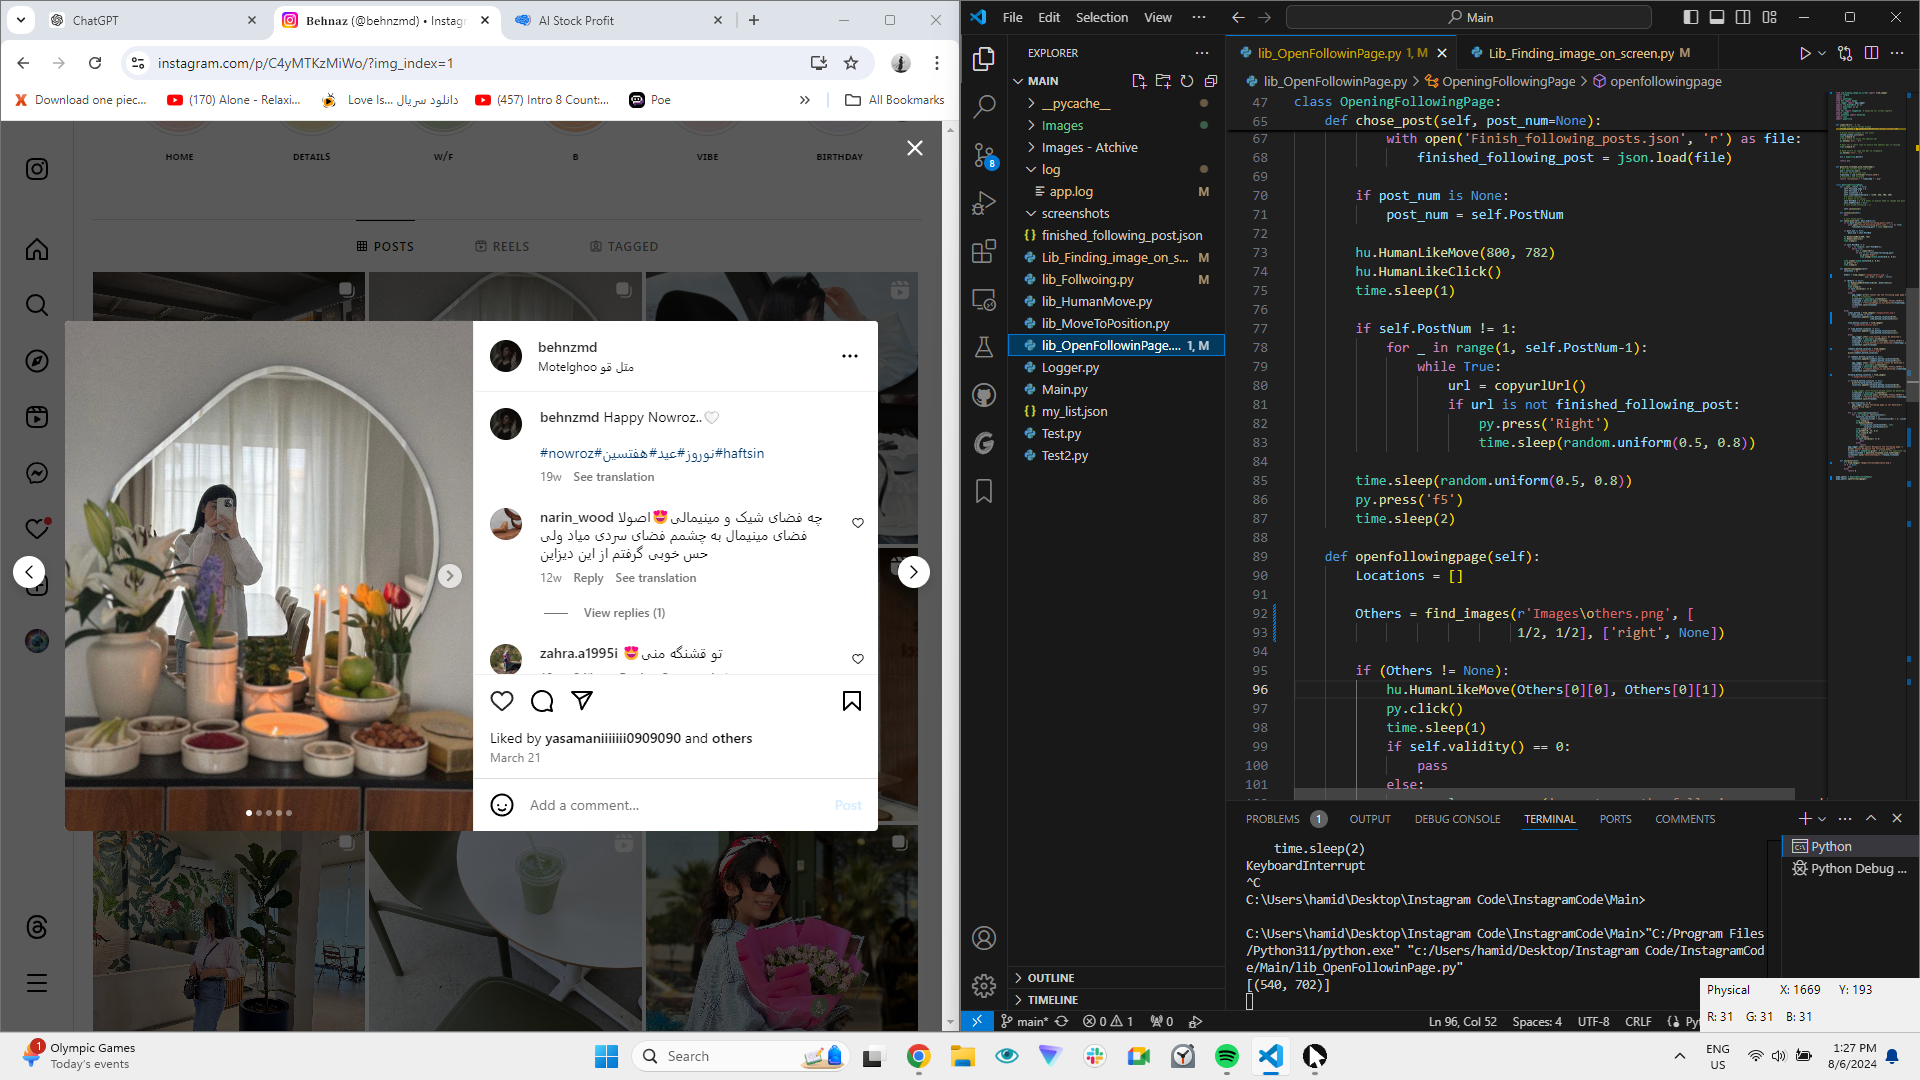 ChatGPT
Behnaz (@behnzmd) • Instagr
AI Stock Profit
instagram.com/p/C4yMTKzMiWo/?img_index=1
Download one piec...
(170) Alone - Relaxi...
دانلود سریال Love Is...
(457) Intro 8 Count:...
Poe
All Bookmarks
HOME
DETAILS
W/F
B
VIBE
BIRTHDAY
POSTS
REELS
TAGGED
behnzmd
Motelghoo متل قو
behnzmd Happy Nowroz..🤍
#nowroz#نوروز#عید#هفتسین#haftsin
19w See translation
narin_wood چه فضای شیک و مینیمالی😍اصولا
فضای مینیمال به چشمم فضای سردی میاد ولی
حس خوبی گرفتم از این دیزاین
12w Reply See translation
View replies (1)
zahra.a1995i تو قشنگه منی😍
Liked by yasamaniiiiiii0909090 and others
March 21
Add a comment...
Post
File Edit Selection View ...
Main
EXPLORER
MAIN
__pycache__
Images
Images - Atchive
log
app.log M
screenshots
finished_following_post.json
Lib_Finding_image_on_s... M
lib_Follwoing.py M
lib_HumanMove.py
lib_MoveToPosition.py
lib_OpenFollowinPage.... 1, M
Logger.py
Main.py
my_list.json
Test.py
Test2.py
OUTLINE
TIMELINE
8
lib_OpenFollowinPage.py 1, M
Lib_Finding_image_on_screen.py M
lib_OpenFollowinPage.py > OpeningFollowingPage > openfollowingpage
47 class OpeningFollowingPage:
65 def chose_post(self, post_num=None):
67 with open('Finish_following_posts.json', 'r') as file:
68 finished_following_post = json.load(file)
69
70 if post_num is None:
71 post_num = self.PostNum
72
73 hu.HumanLikeMove(800, 782)
74 hu.HumanLikeClick()
75 time.sleep(1)
76
77 if self.PostNum != 1:
78 for _ in range(1, self.PostNum-1):
79 while True:
80 url = copyurlUrl()
81 if url is not finished_following_post:
82 py.press('Right')
83 time.sleep(random.uniform(0.5, 0.8))
84
85 time.sleep(random.uniform(0.5, 0.8))
86 py.press('f5')
87 time.sleep(2)
88
89 def openfollowingpage(self):
90 Locations = []
91
92 Others = find_images(r'Images\others.png', [
93 1/2, 1/2], ['right', None])
94
95 if (Others != None):
96 hu.HumanLikeMove(Others[0][0], Others[0][1])
97 py.click()
98 time.sleep(1)
99 if self.validity() == 0:
100 pass
101 else:
PROBLEMS 1 OUTPUT DEBUG CONSOLE TERMINAL PORTS COMMENTS
time.sleep(2)
KeyboardInterrupt
^C
C:\Users\hamid\Desktop\Instagram Code\InstagramCode\Main>
C:\Users\hamid\Desktop\Instagram Code\InstagramCode\Main>"C:/Program Files
/Python311/python.exe" "c:/Users/hamid/Desktop/Instagram Code/InstagramCod
e/Main/lib_OpenFollowinPage.py"
[(540, 702)]
Python
Python Debug ...
Physical X: 1669 Y: 193
R: 31 G: 31 B: 31
main* 0 1 0
Ln 96, Col 52 Spaces: 4 UTF-8 CRLF
1
Olympic Games
Today's events
Search
ENG
US
1:27 PM
8/6/2024